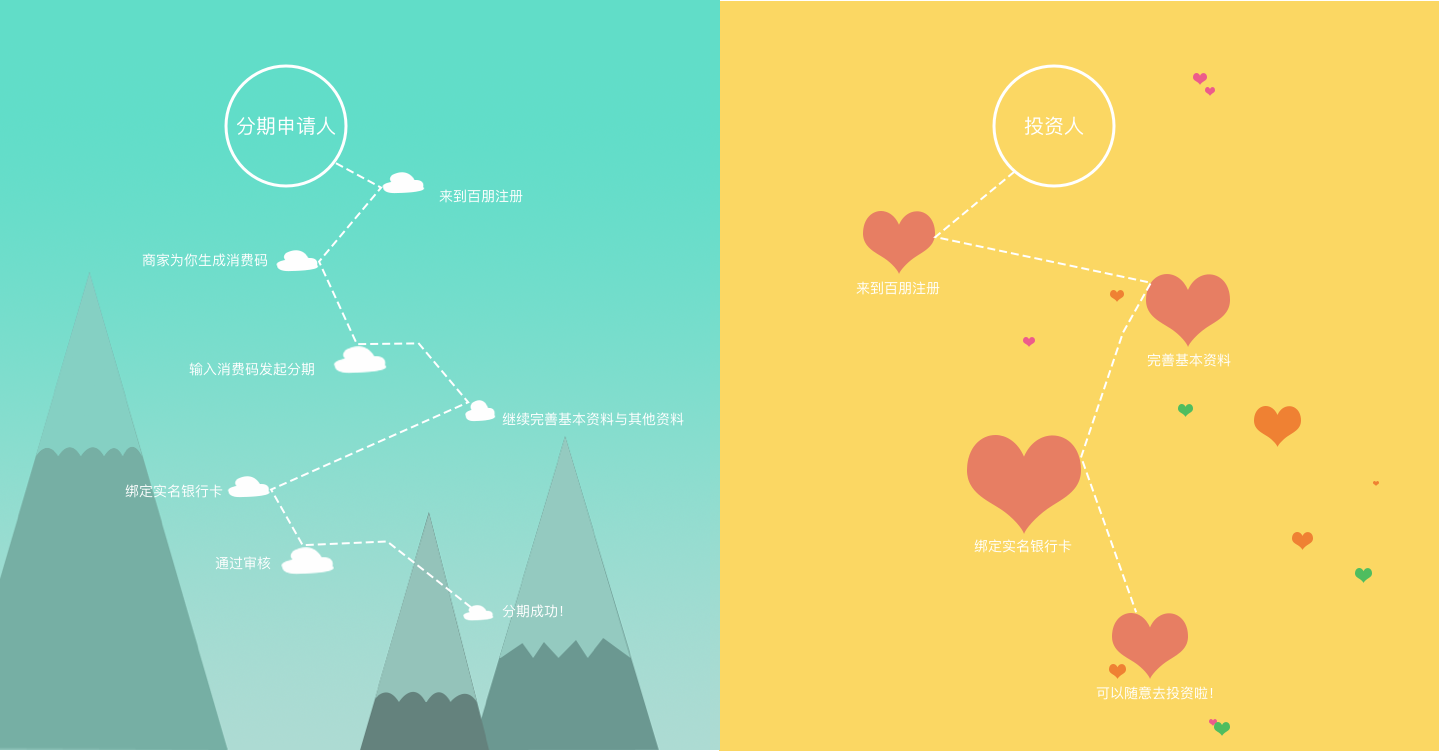 分期申请人
来到百朋注册
商家为你生成消费码
输入消费码发起分期
继续完善基本资料与其他资料
绑定实名银行卡
通过审核
分期成功！
投资人
来到百朋注册
完善基本资料
绑定实名银行卡
可以随意去投资啦！